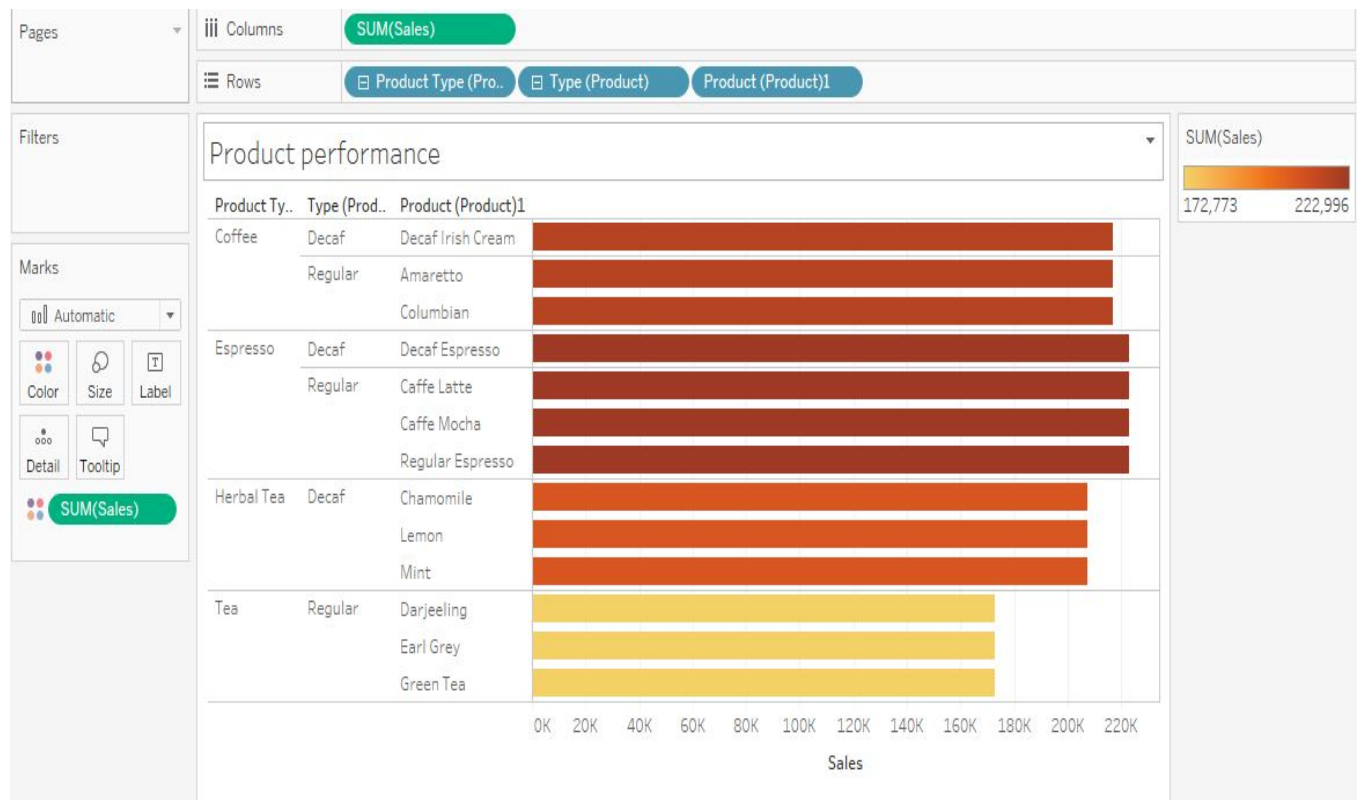 Pages
iii Columns
SUM(Sales)
Rows
Product Type (Pro..
Type (Product)
Product (Product)1
Filters
Product performance
SUM(Sales)
172,773 222,996
Product Ty.. Type (Prod.. Product (Product)1
Coffee Decaf Decaf Irish Cream
Regular Amaretto
Columbian
Espresso Decaf Decaf Espresso
Regular Caffe Latte
Caffe Mocha
Regular Espresso
Herbal Tea Decaf Chamomile
Lemon
Mint
Tea Regular Darjeeling
Earl Grey
Green Tea
0K 20K 40K 60K 80K 100K 120K 140K 160K 180K 200K 220K
Sales
Marks
Automatic
Color Size Label
T
Detail Tooltip
SUM(Sales)